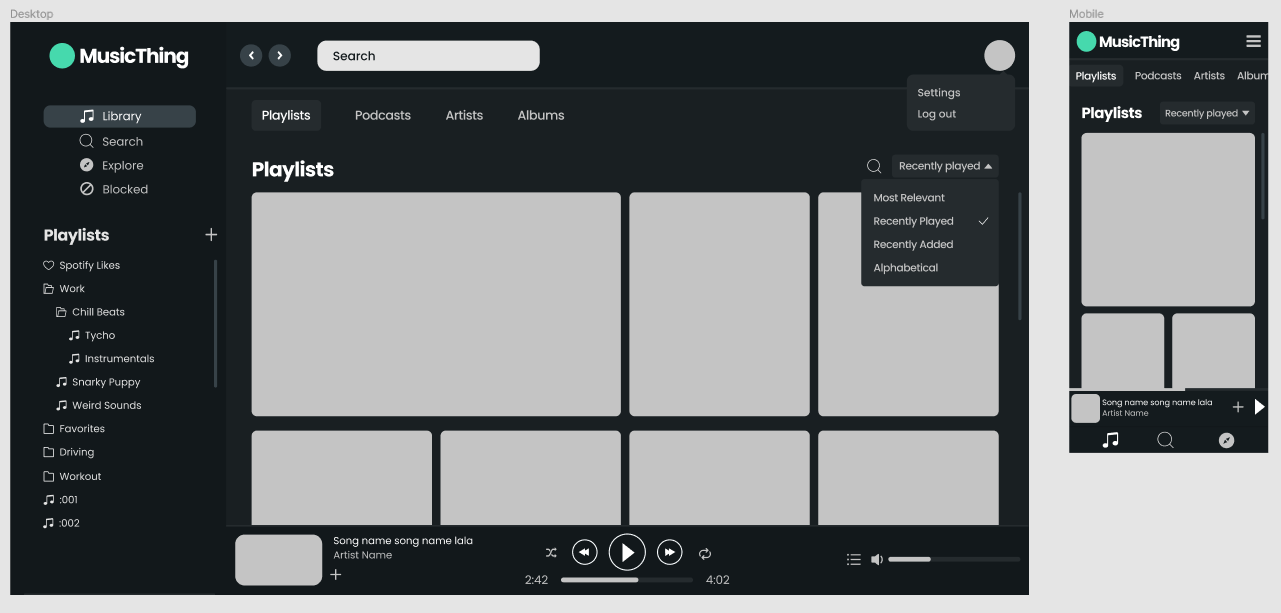 Desktop
MusicThing
Library
Search
Explore
Blocked
Playlists
Spotify Likes
Work
Chill Beats
Tycho
Instrumentals
Snarky Puppy
Weird Sounds
Favorites
Driving
Workout
:001
:002
Search
Settings
Log out
Playlists Podcasts Artists Albums
Playlists
Recently played
Most Relevant
Recently Played
Recently Added
Alphabetical
Song name song name lala
Artist Name
2:42
4:02
Mobile
MusicThing
Playlists Podcasts Artists Album
Playlists
Recently played
Song name song name lala
Artist Name